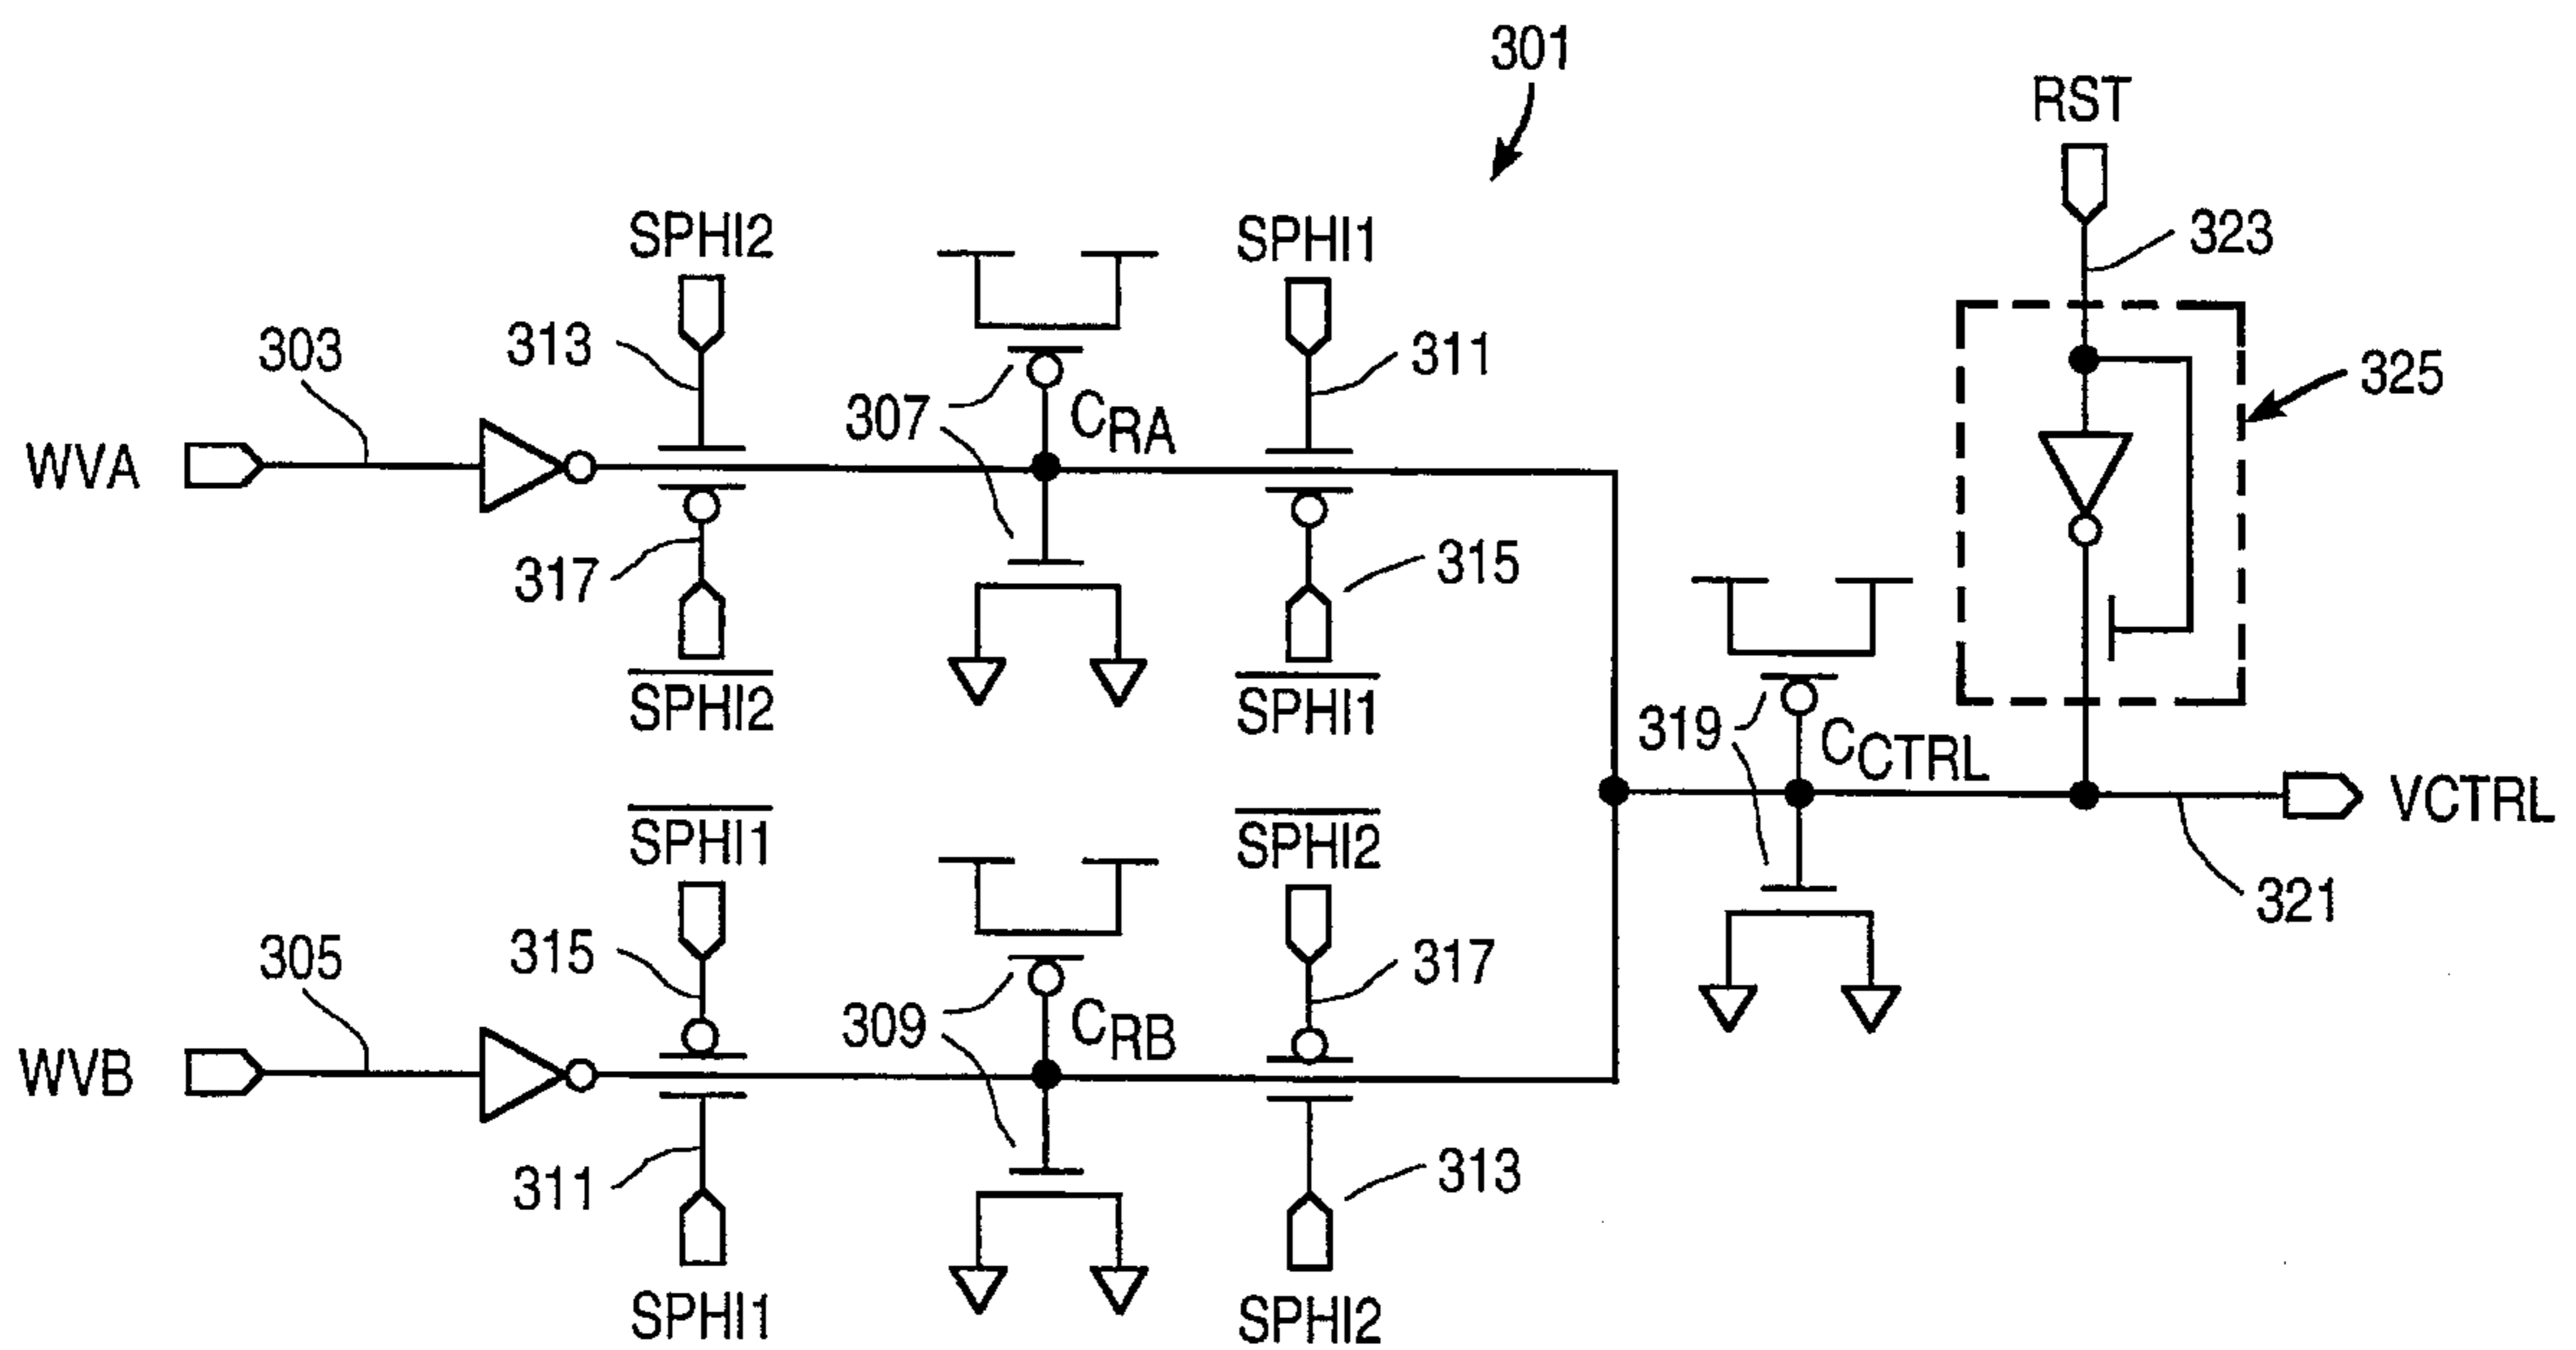 301
RST
323
325
SPHI2
SPHI1
313
311
303
WVA
307
CRA
317
315
SPHI2
SPHI1
319
CCTRL
VCTRL
321
SPHI1
SPHI2
315
317
305
WVB
309
CRB
311
313
SPHI1
SPHI2